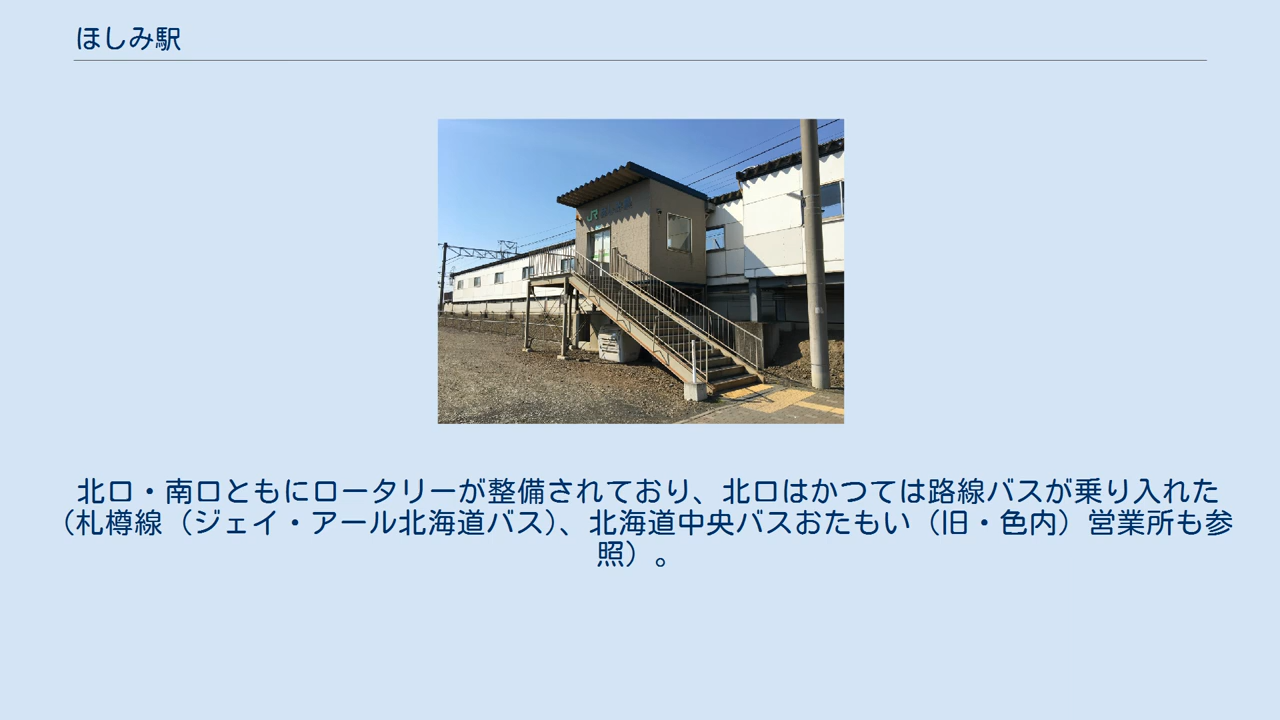 ほしみ駅
JR
北口・南口ともにロータリーが整備されており、北口はかつては路線バスが乗り入れた
（札樽線（ジェイ・アール北海道バス）、北海道中央バスおたもい（旧・色内）営業所も参
照）。